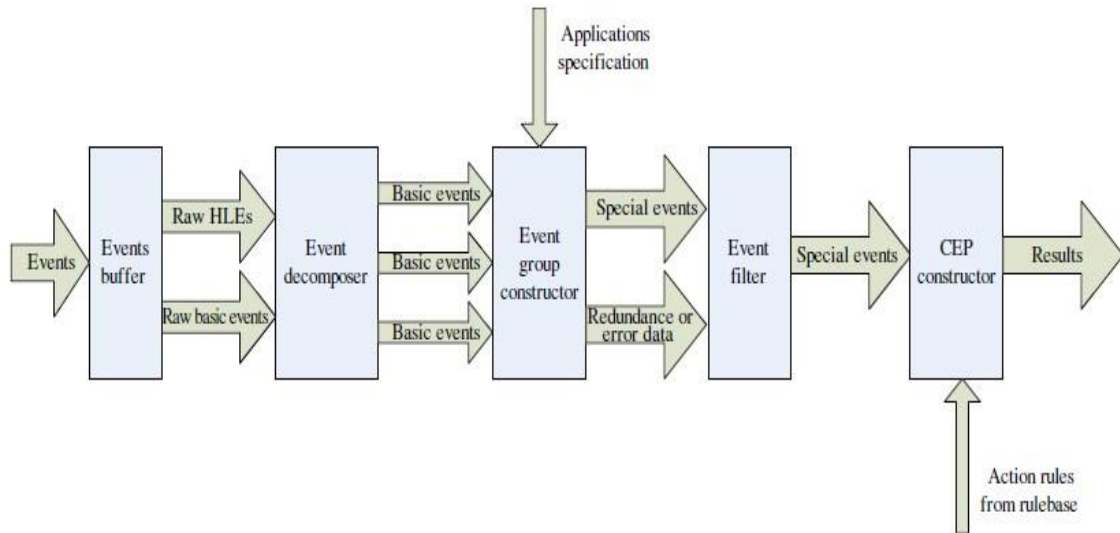 Applications
specification
Events
Events
buffer
Raw HLEs
Raw basic events
Event
decomposer
Basic events
Basic events
Basic events
Event
group
constructor
Special events
Redundance or
error data
Event
filter
Special events
CEP
constructor
Results
Action rules
from rulebase